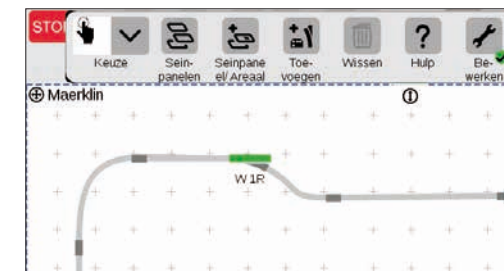 STO
Keuze
Sein-
panelen
Seinpane
el/ Areaal
Toe-
voegen
Wissen
Hulp
Be-
werken
Maerklin
W 1R